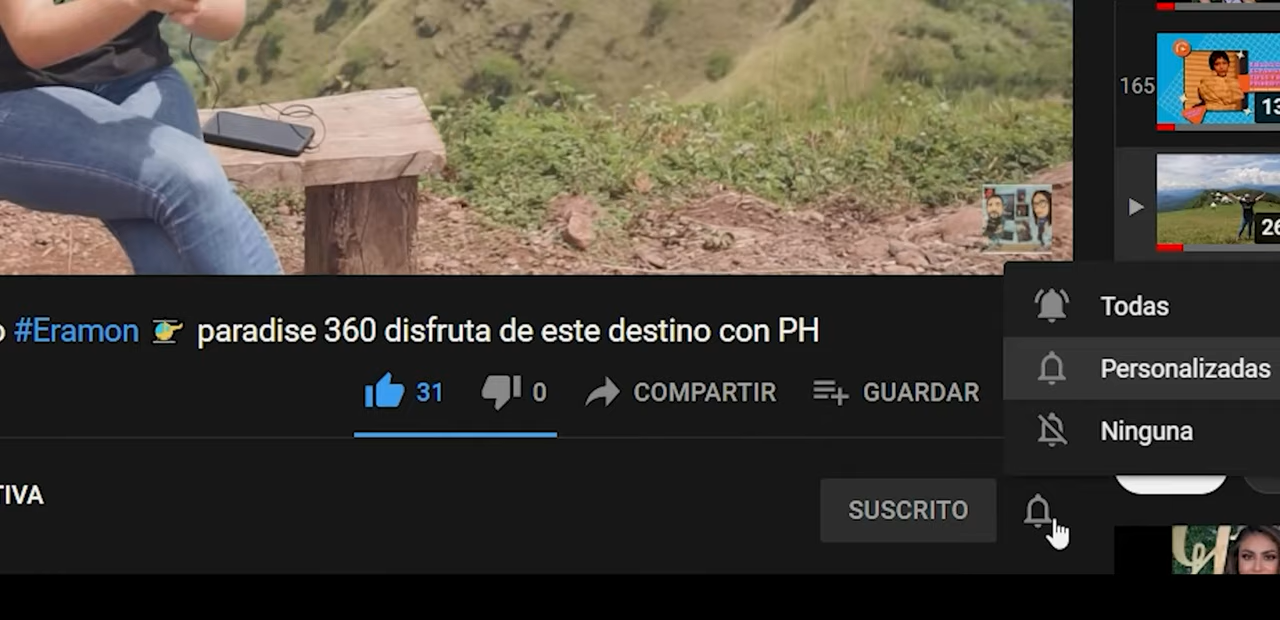 165
13
26
Todas
o #Eramon 🚁 paradise 360 disfruta de este destino con PH
Personalizadas
31 0 COMPARTIR GUARDAR
Ninguna
TIVA
SUSCRITO